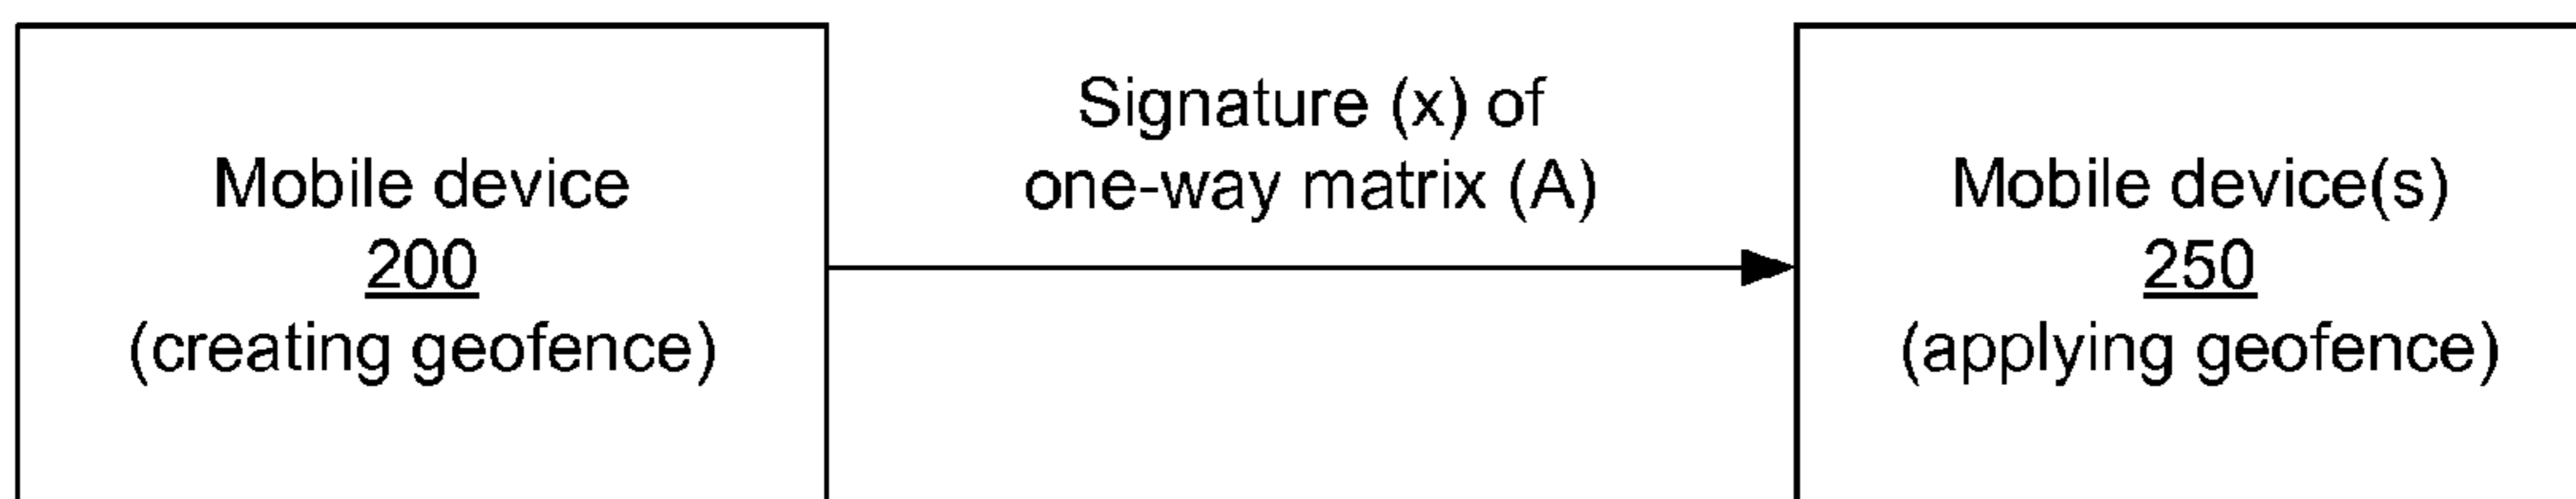 Mobile device
200
(creating geofence)
Signature (x) of
one-way matrix (A)
Mobile device(s)
250
(applying geofence)